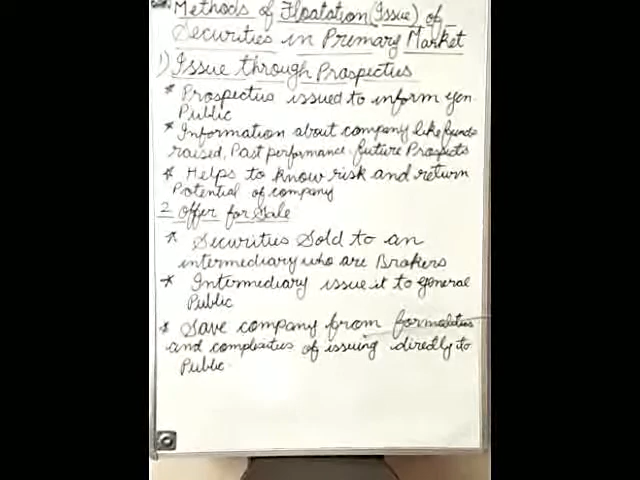 Methods of Floatation (Issue) of
Securities in Primary Market
1) Issue through Prospectus
* Prospectus issued to inform gen
Public
* Information about company like funds
raised, Past performance, future Prospects
* Helps to know risk and return
Potential of company
2 Offer for Sale
* Securities Sold to an
intermediary who are Brokers
* Intermediary issue it to general
Public
* Save company from formalities
and complexities of issuing directly to
Public.